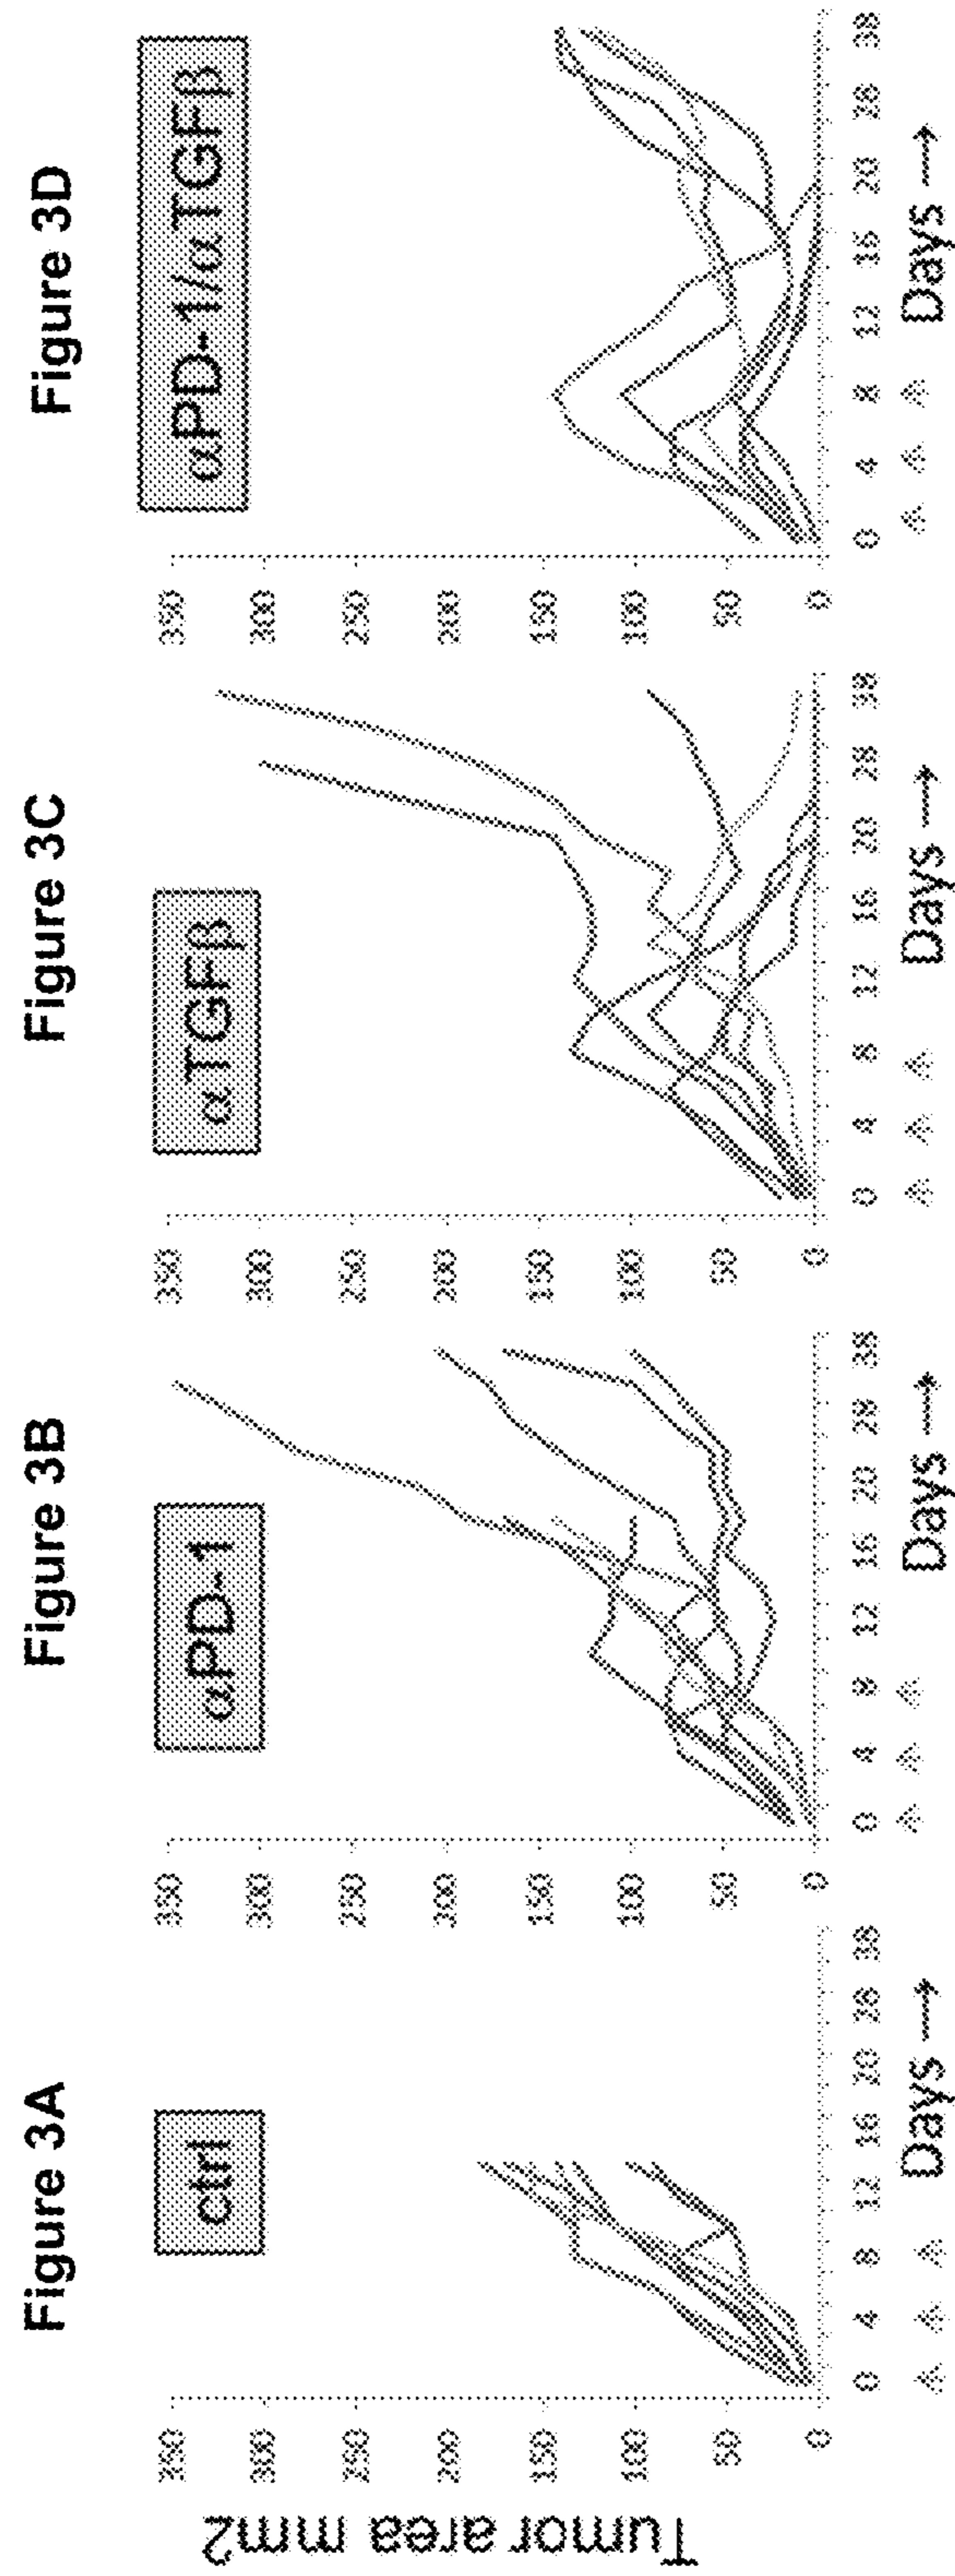 Figure 3A
ctrl
Tumor area mm2
350
300
250
200
150
100
50
0
0 4 8 12 16 20 28 38
Days →
Figure 3B
αPD-1
350
300
250
200
150
100
50
0
0 4 8 12 16 20 28 38
Days →
Figure 3C
αTGFβ
350
300
250
200
150
100
50
0
0 4 8 12 16 20 28 38
Days →
Figure 3D
αPD-1/αTGFβ
350
300
250
200
150
100
50
0
0 4 8 12 16 20 28 38
Days →